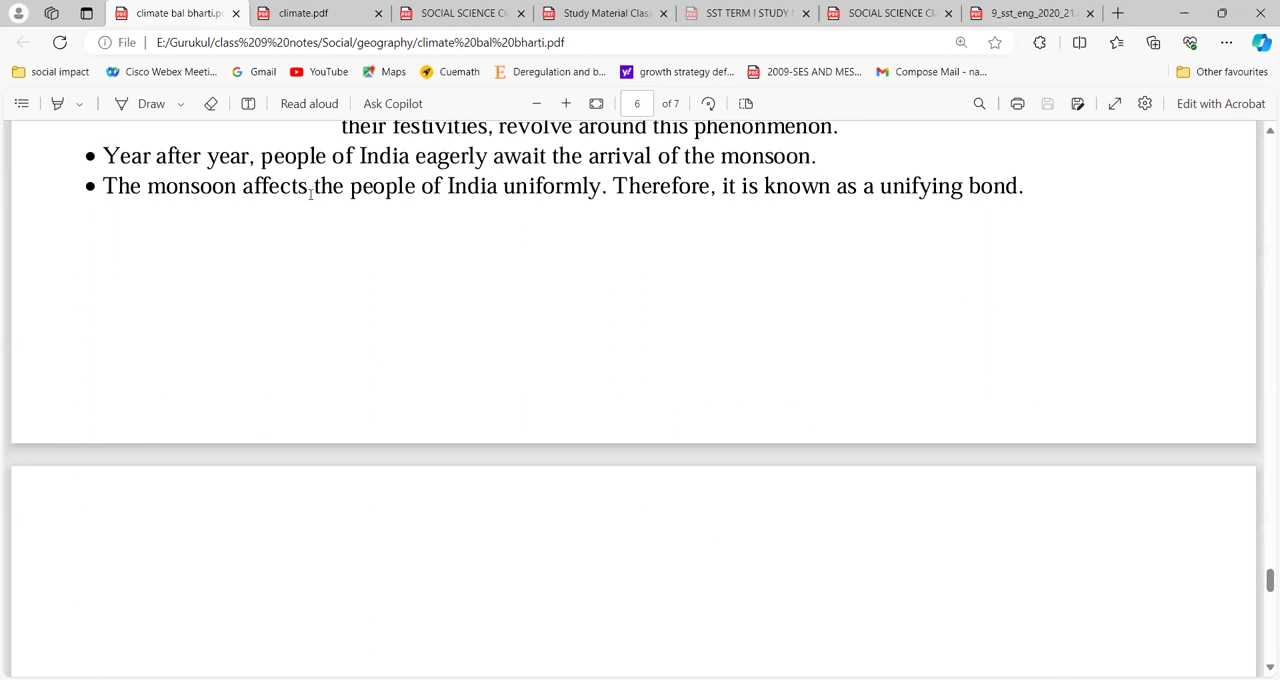 climate bal bharti.p
climate.pdf
SOCIAL SCIENCE Cl
Study Material Class
SST TERM I STUDY
SOCIAL SCIENCE C
9_sst_eng_2020_21
File
E:/Gurukul/class%209%20notes/Social/geography/climate%20bal%20bharti.pdf
social impact
Cisco Webex Meeti...
Gmail
YouTube
Maps
Cuemath
Deregulation and b...
growth strategy def...
2009-SES AND MES...
Compose Mail - na...
Other favourites
Draw
Read aloud
Ask Copilot
6 of 7
Edit with Acrobat
their festivities, revolve around this phenonmenon.
• Year after year, people of India eagerly await the arrival of the monsoon.
• The monsoon affects the people of India uniformly. Therefore, it is known as a unifying bond.